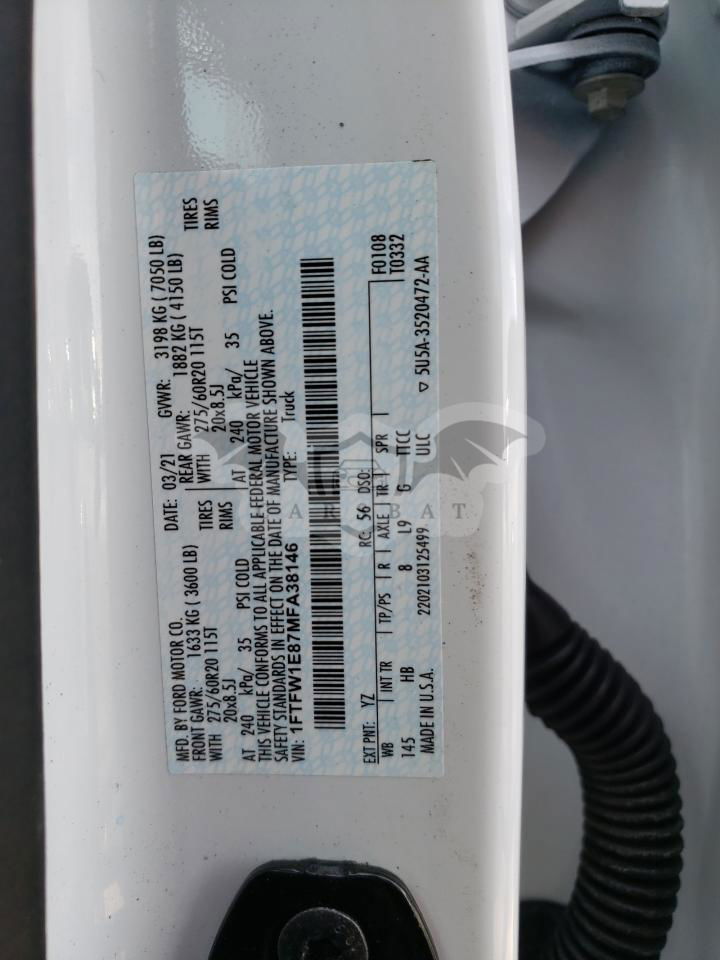 MFD. BY FORD MOTOR CO. DATE: 03/21 GVWR: 3198 KG ( 7050 LB)
FRONT GAWR: 1633 KG ( 3600 LB) REAR GAWR: 1882 KG ( 4150 LB)
WITH 275/60R20 115T TIRES WITH 275/60R20 115T TIRES
20x8.5J RIMS 20x8.5J RIMS
AT 240 kPa/ 35 PSI COLD AT 240 kPa/ 35 PSI COLD
THIS VEHICLE CONFORMS TO ALL APPLICABLE FEDERAL MOTOR VEHICLE
SAFETY STANDARDS IN EFFECT ON THE DATE OF MANUFACTURE SHOWN ABOVE.
VIN: 1FTFW1E87MFA38146 TYPE: Truck
EXT PNT: YZ RC: 56 DSO: F0108
WB INT TR TP/PS R AXLE TR SPR T0332
145 HB 8 L9 G TTCC
MADE IN U.S.A. 2202103125499 ULC ▽ 5U5A-3520472-AA
CAR BAT